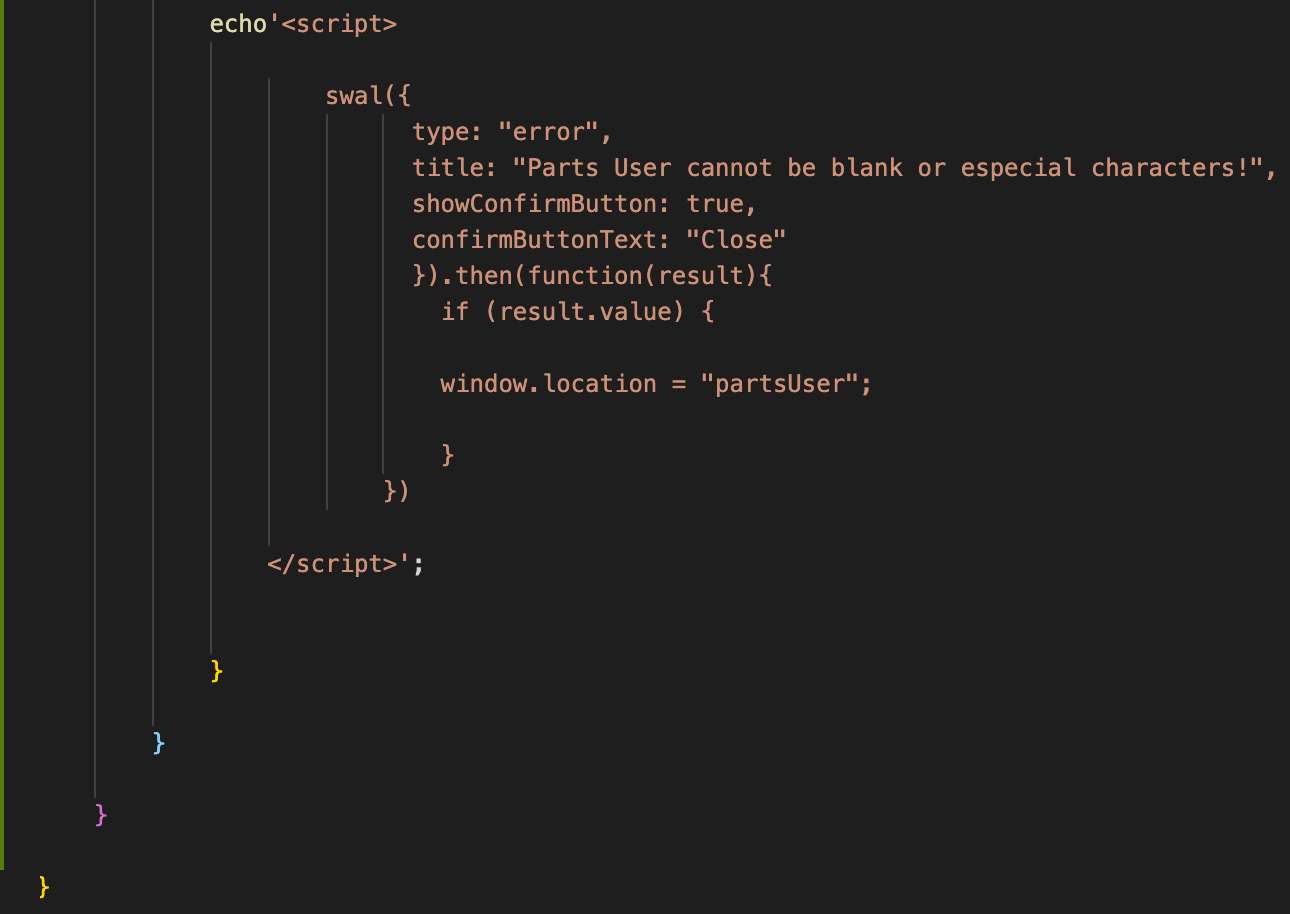 echo'<script>
swal({
type: "error",
title: "Parts User cannot be blank or especial characters!",
showConfirmButton: true,
confirmButtonText: "Close"
}).then(function(result){
if (result.value) {
window.location = "partsUser";
}
})
</script>';
}
}
}
}